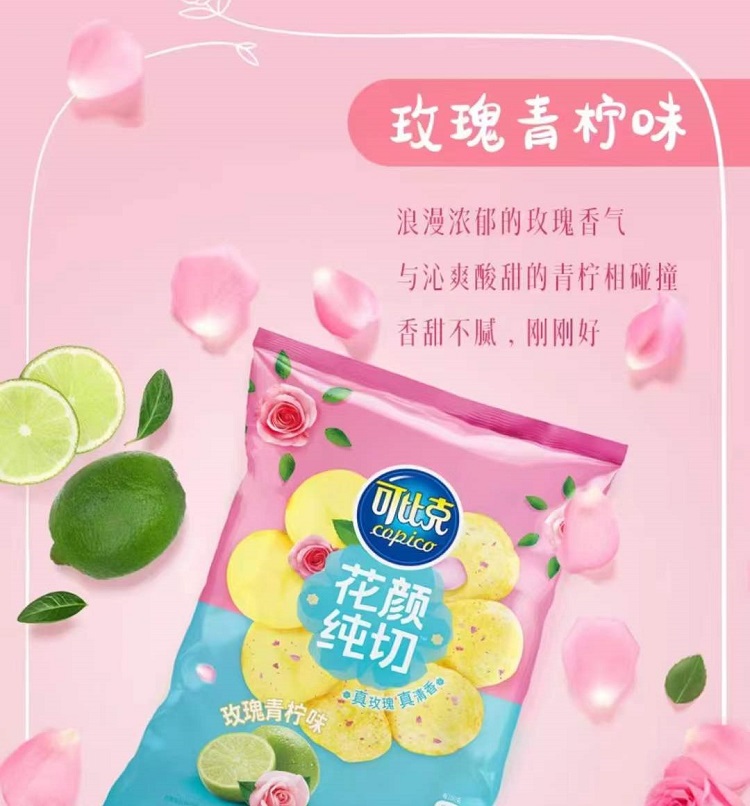 玫瑰青柠味
浪漫浓郁的玫瑰香气
与沁爽酸甜的青柠相碰撞
香甜不腻，刚刚好
可比克
copico
花颜
纯切
真玫瑰 真清香
玫瑰青柠味